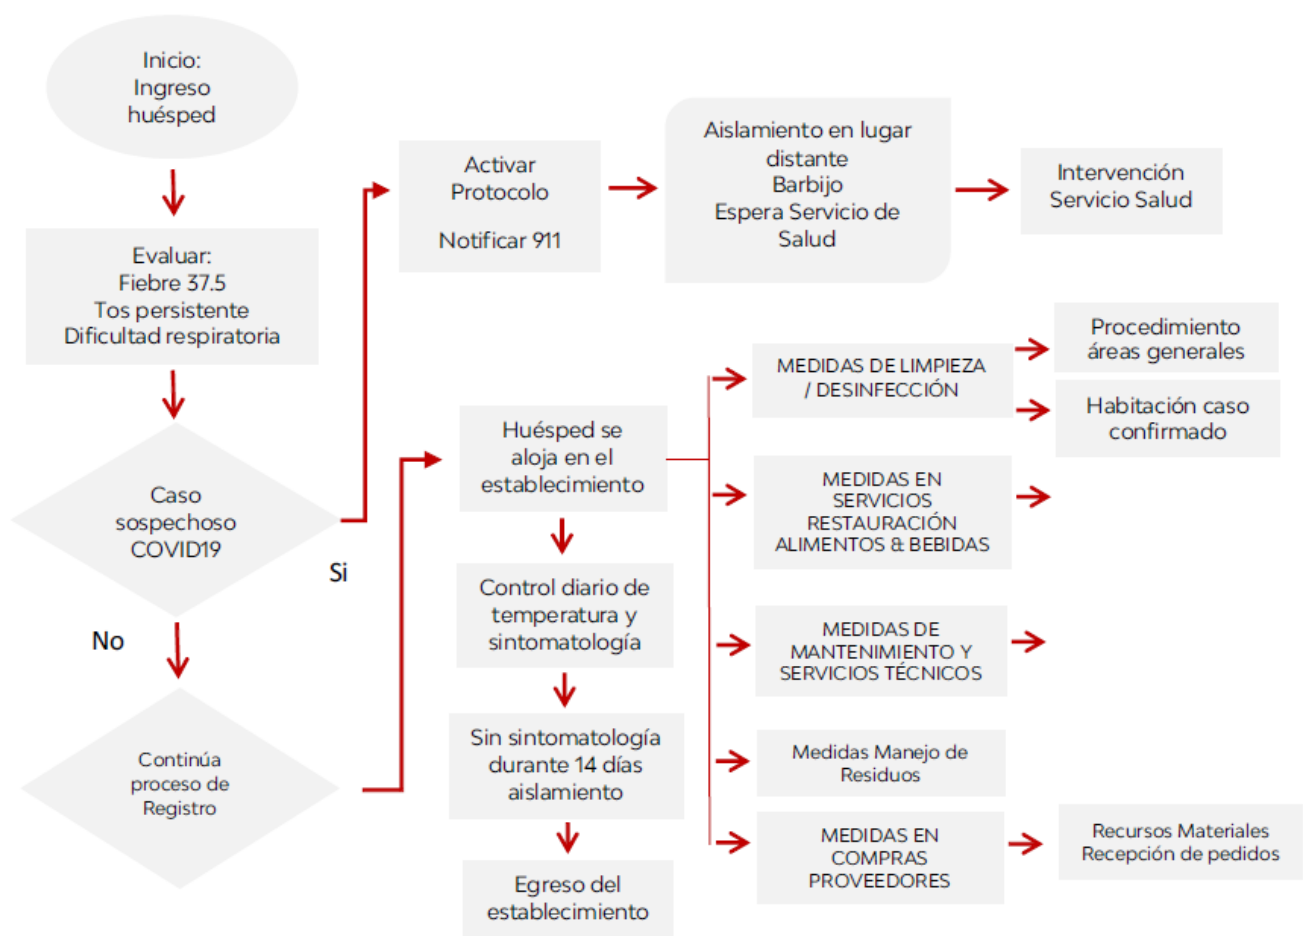 Inicio:
Ingreso
huésped
Evaluar:
Fiebre 37.5
Tos persistente
Dificultad respiratoria
Caso
sospechoso
COVID19
Si
No
Continúa
proceso de
Registro
Activar
Protocolo
Notificar 911
Aislamiento en lugar
distante
Barbijo
Espera Servicio de
Salud
Intervención
Servicio Salud
Huésped se
aloja en el
establecimiento
Control diario de
temperatura y
sintomatología
Sin sintomatología
durante 14 días
aislamiento
Egreso del
establecimiento
MEDIDAS DE LIMPIEZA
/ DESINFECCIÓN
Procedimiento
áreas generales
Habitación caso
confirmado
MEDIDAS EN
SERVICIOS
RESTAURACIÓN
ALIMENTOS & BEBIDAS
MEDIDAS DE
MANTENIMIENTO Y
SERVICIOS TÉCNICOS
Medidas Manejo de
Residuos
MEDIDAS EN
COMPRAS
PROVEEDORES
Recursos Materiales
Recepción de pedidos